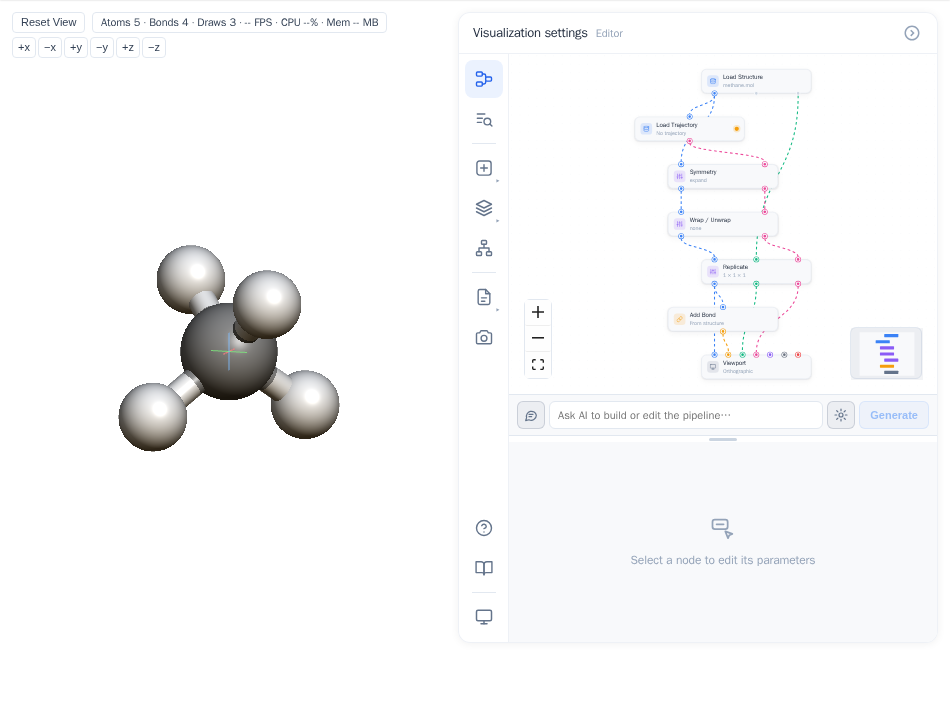 Reset View
Atoms 5 · Bonds 4 · Draws 3 · -- FPS · CPU --% · Mem -- MB
+x
−x
+y
−y
+z
−z
Visualization settings
Editor
Load Structure
methane.mol
Load Trajectory
No trajectory
Symmetry
expand
Wrap / Unwrap
none
Replicate
1 × 1 × 1
Add Bond
From structure
Viewport
Orthographic
Ask AI to build or edit the pipeline···
Generate
Select a node to edit its parameters